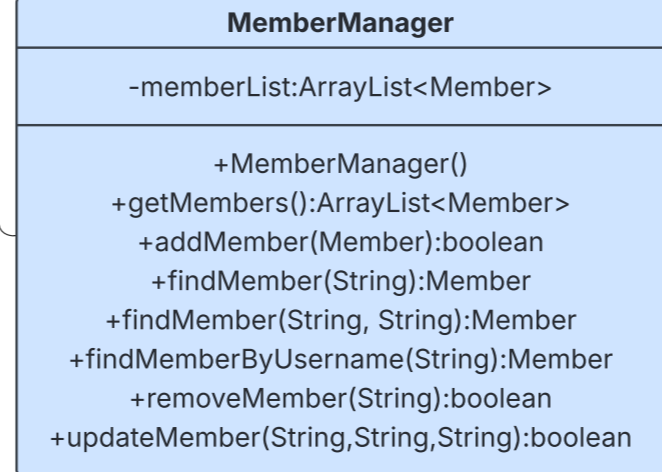 MemberManager
-memberList:ArrayList<Member>
+MemberManager()
+getMembers():ArrayList<Member>
+addMember(Member):boolean
+findMember(String):Member
+findMember(String, String):Member
+findMemberByUsername(String):Member
+removeMember(String):boolean
+updateMember(String,String,String):boolean